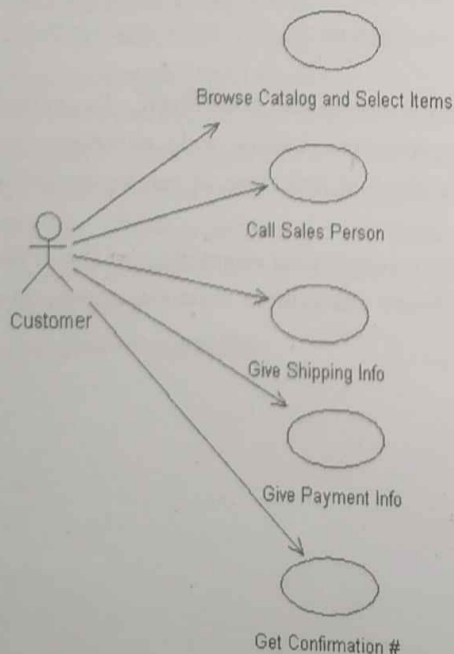 Browse Catalog and Select Items
Call Sales Person
Customer
Give Shipping Info
Give Payment Info
Get Confirmation #